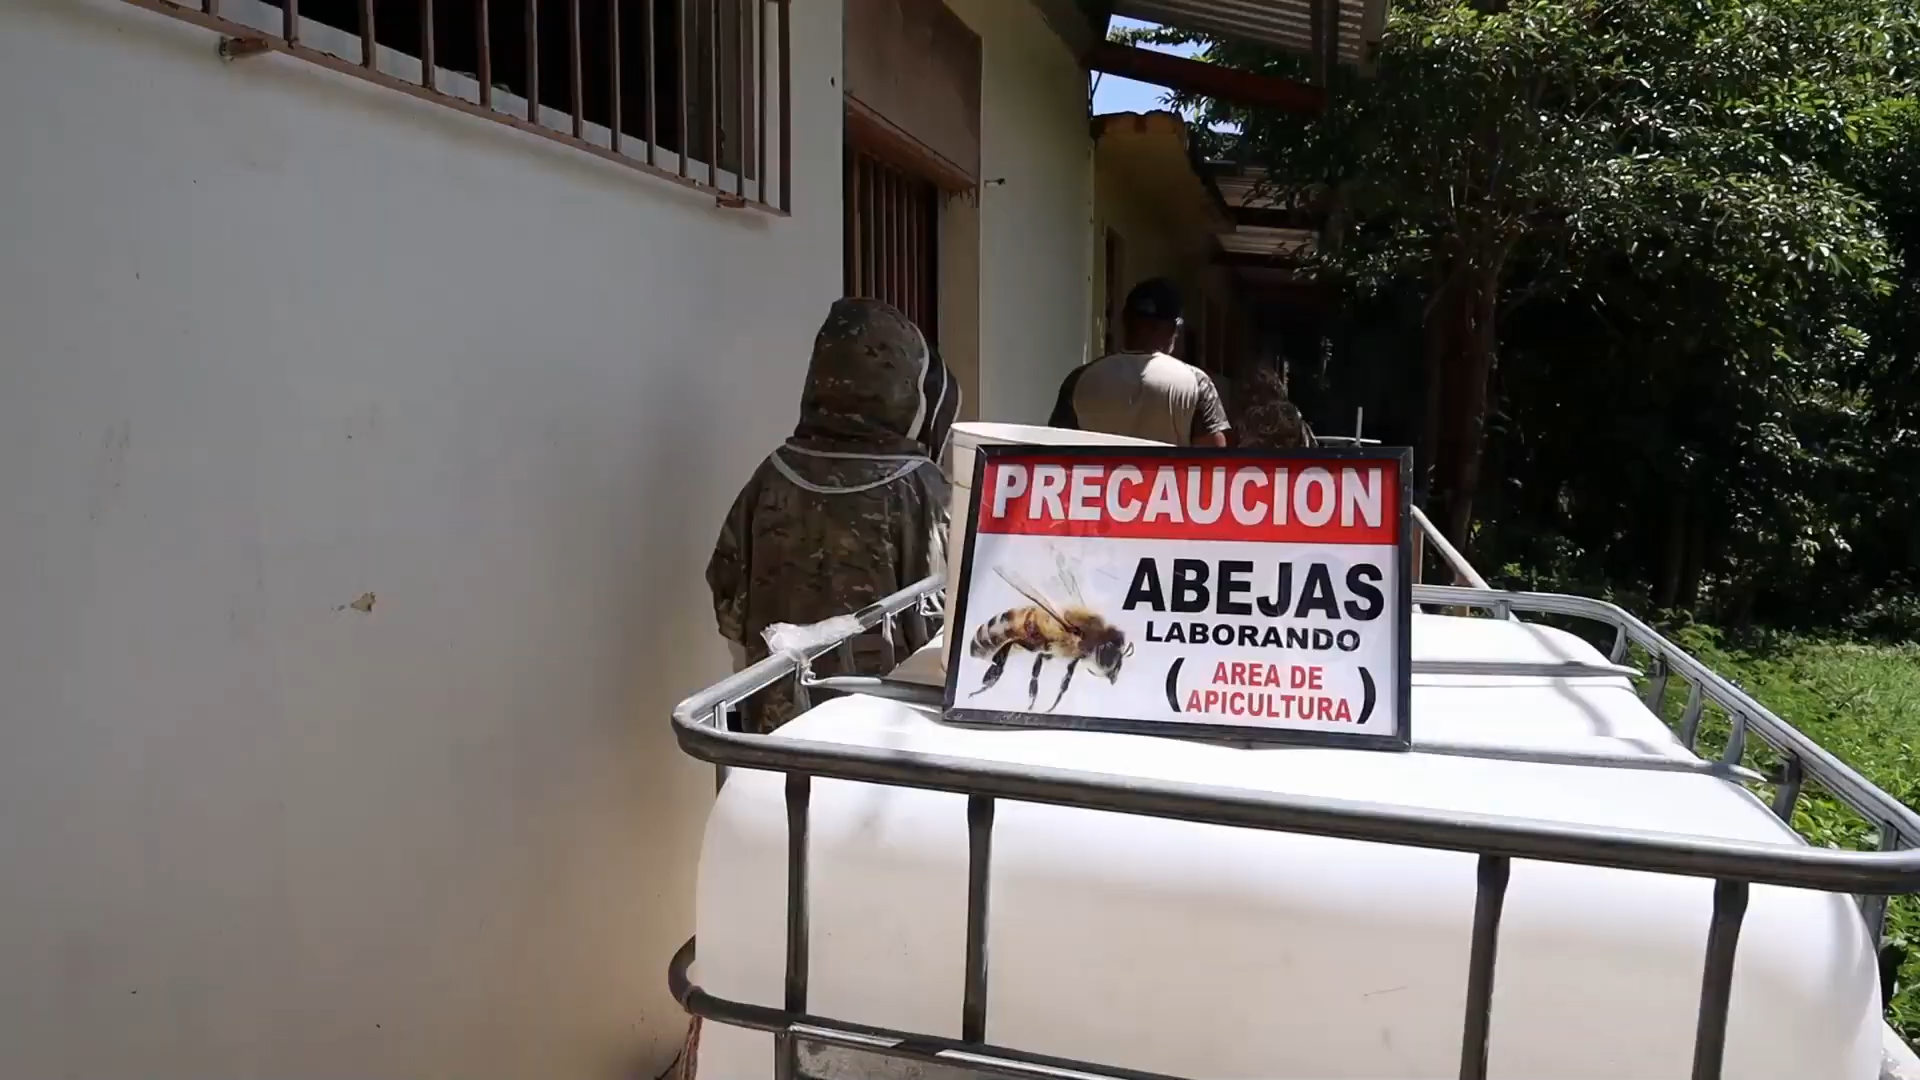 PRECAUCION
ABEJAS
LABORANDO
( AREA DE
APICULTURA )